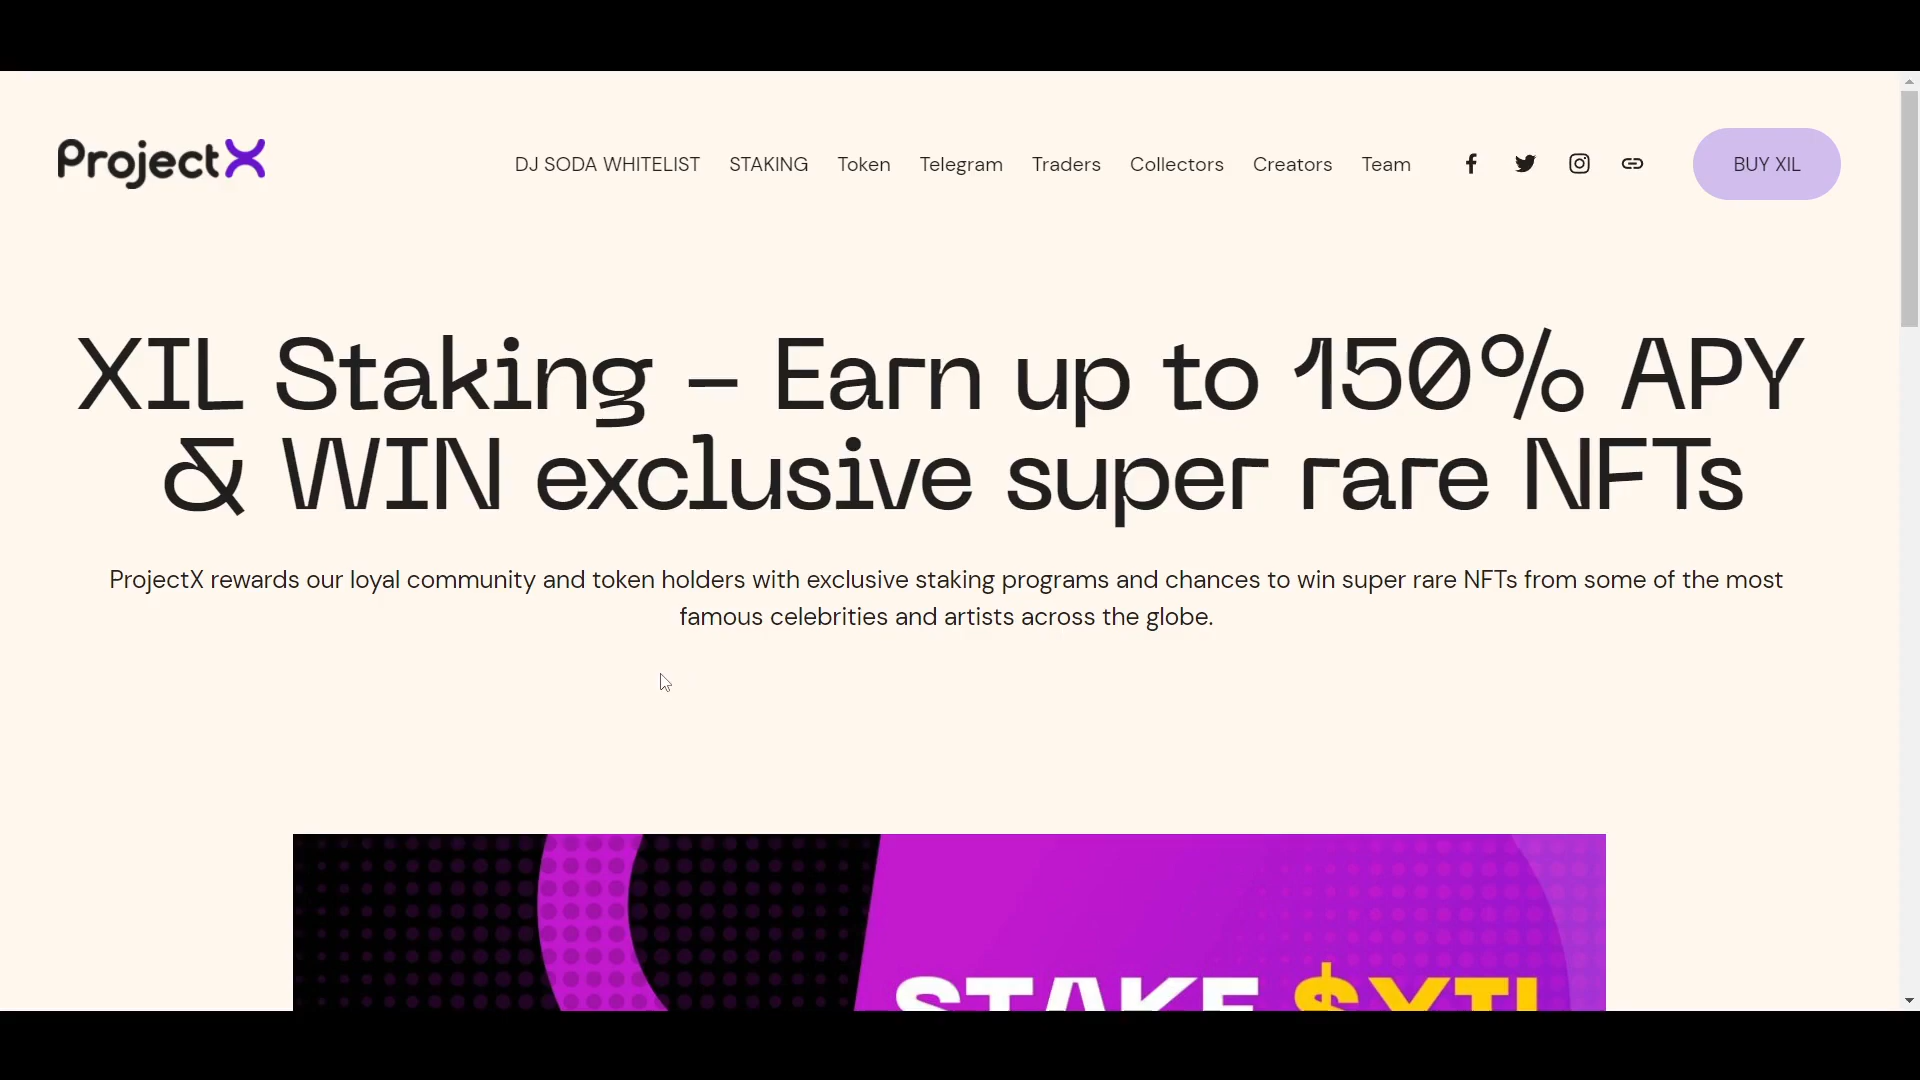 ProjectX
DJ SODA WHITELIST STAKING Token Telegram Traders Collectors Creators Team BUY XIL
XIL Staking – Earn up to 150% APY
& WIN exclusive super rare NFTs
ProjectX rewards our loyal community and token holders with exclusive staking programs and chances to win super rare NFTs from some of the most
famous celebrities and artists across the globe.
STAKE $XIL